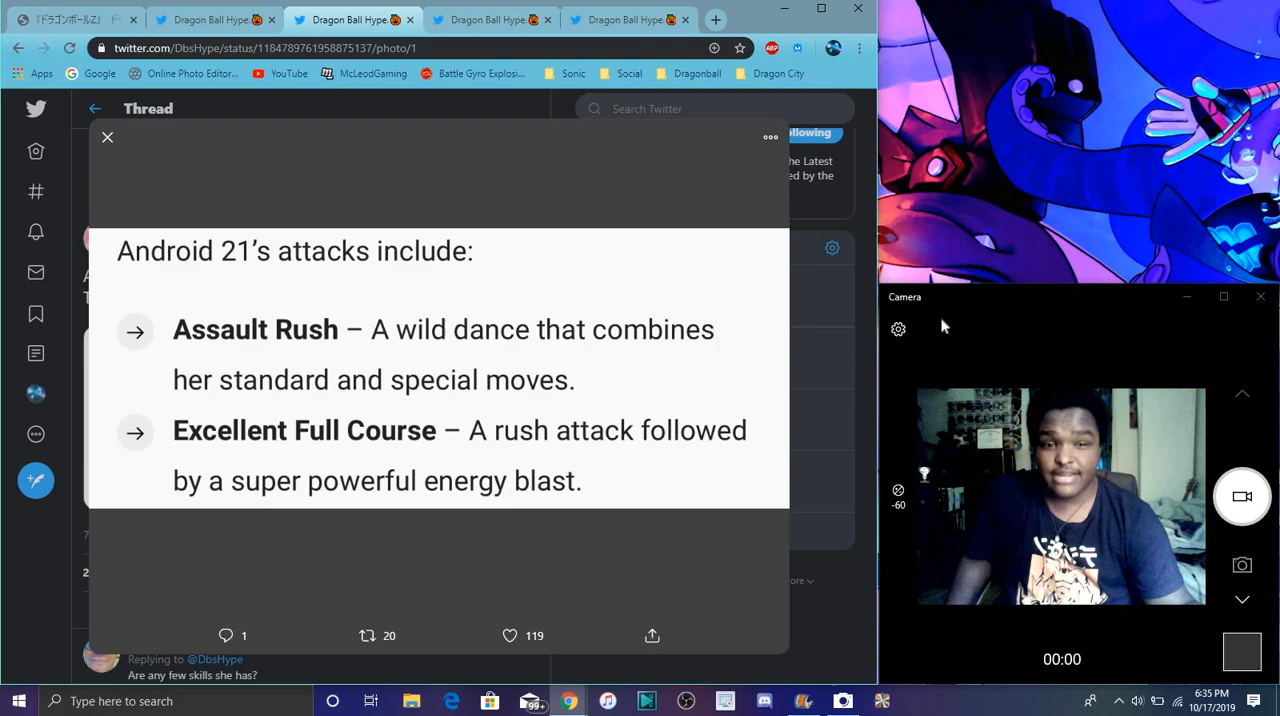 『ドラゴンボールZ
Dragon Ball Hype
Dragon Ball Hype
Dragon Ball Hype
Dragon Ball Hype
twitter.com/DbsHype/status/1184789761958875137/photo/1
Apps
Google
Online Photo Editor...
YouTube
McLeodGaming
Battle Gyro Explosi...
Sonic
Social
Dragonball
Dragon City
Thread
Search Twitter
ollowing
he Latest
ed by the
Android 21’s attacks include:
→ Assault Rush – A wild dance that combines
her standard and special moves.
→ Excellent Full Course – A rush attack followed
by a super powerful energy blast.
ore
1
20
119
Replying to @DbsHype
Are any few skills she has?
Camera
-60
00:00
Type here to search
99+
6:35 PM
10/17/2019